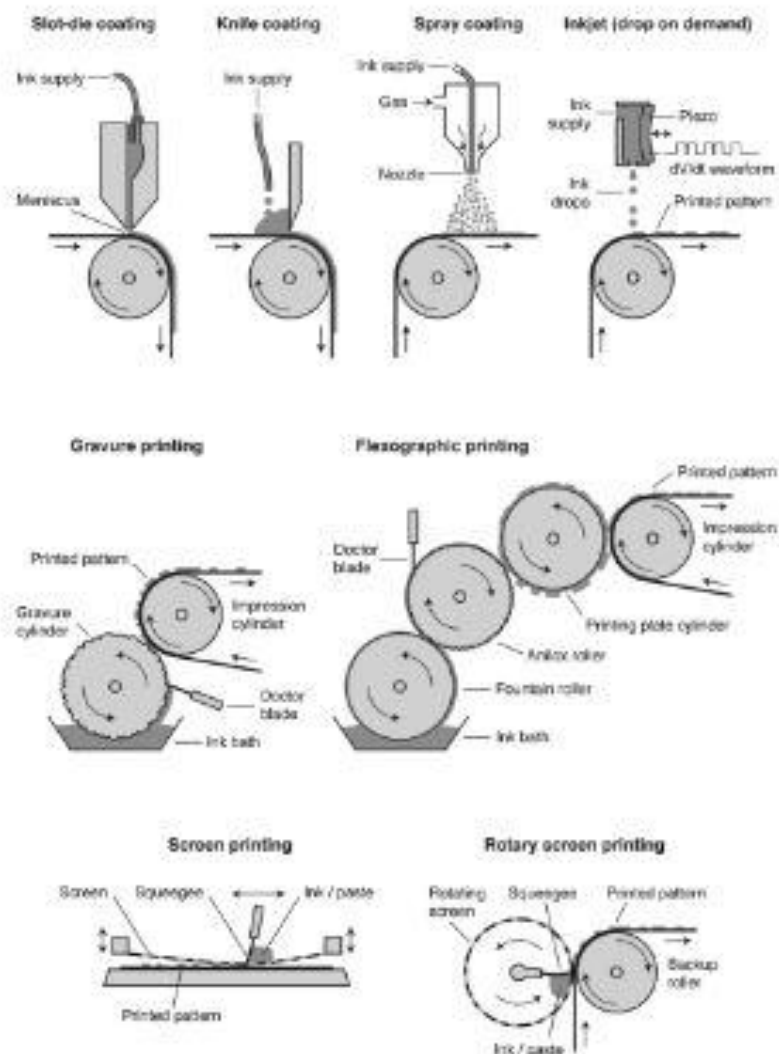 Slot-die coating
Knife coating
Spray coating
Inkjet (drop on demand)
Ink supply
Meniscus
Ink supply
Ink supply
Gas
Nozzle
Ink
supply
Piezo
dV/dt waveform
Ink
drops
Printed pattern
Gravure printing
Printed pattern
Gravure
cylinder
Impression
cylinder
Doctor
blade
Ink bath
Flexographic printing
Printed pattern
Doctor
blade
Impression
cylinder
Printing plate cylinder
Anilox roller
Fountain roller
Ink bath
Screen printing
Screen
Squeegee
Ink / paste
Printed pattern
Rotary screen printing
Rotating
screen
Squeegee
Printed pattern
Backup
roller
Ink / paste